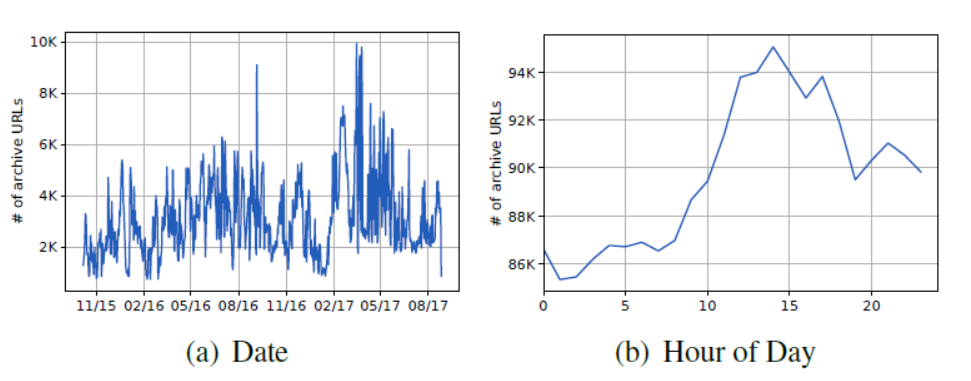 10K
8K
6K
4K
2K
# of archive URLs
11/15 02/16 05/16 08/16 11/16 02/17 05/17 08/17
(a) Date
94K
92K
90K
88K
86K
# of archive URLs
0 5 10 15 20
(b) Hour of Day